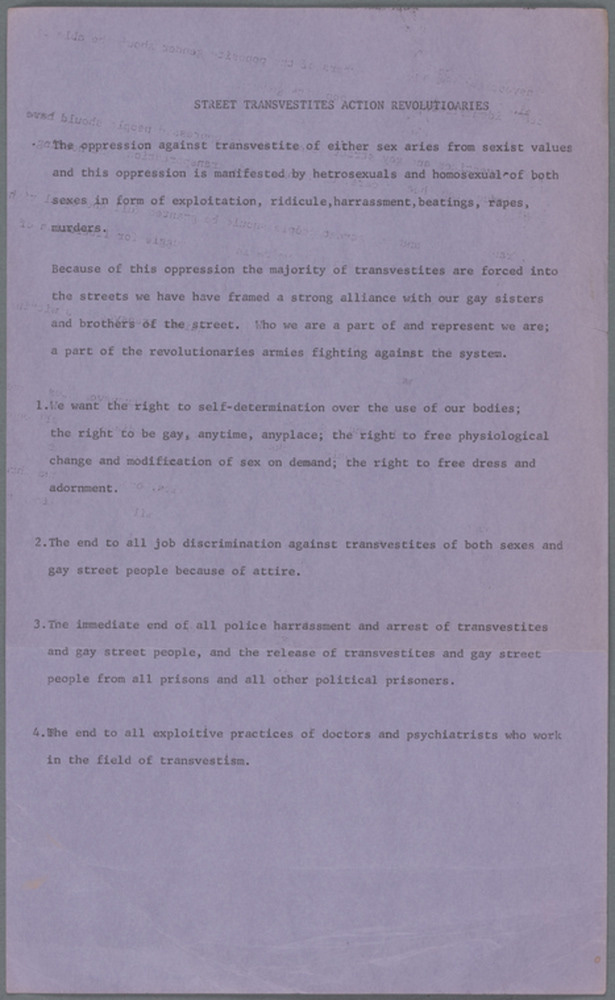 STREET TRANSVESTITES ACTION REVOLUTIOARIES
The oppression against transvestite of either sex aries from sexist values
and this oppression is manifested by hetrosexuals and homosexual of both
sexes in form of exploitation, ridicule,harrassment,beatings, rapes,
murders.
Because of this oppression the majority of transvestites are forced into
the streets we have have framed a strong alliance with our gay sisters
and brothers of the street. Who we are a part of and represent we are;
a part of the revolutionaries armies fighting against the system.
1.We want the right to self-determination over the use of our bodies;
the right to be gay, anytime, anyplace; the right to free physiological
change and modification of sex on demand; the right to free dress and
adornment.
2.The end to all job discrimination against transvestites of both sexes and
gay street people because of attire.
3.The immediate end of all police harrassment and arrest of transvestites
and gay street people, and the release of transvestites and gay street
people from all prisons and all other political prisoners.
4.The end to all exploitive practices of doctors and psychiatrists who work
in the field of transvestism.